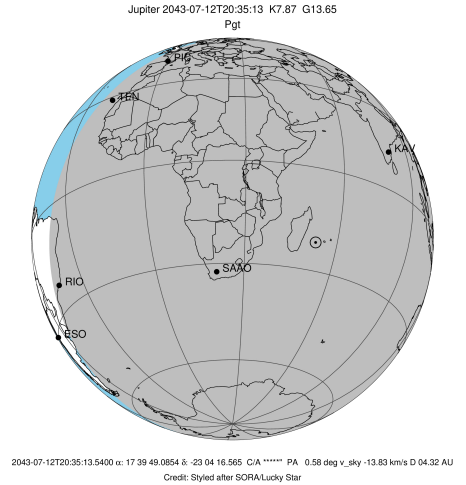 Jupiter 2043-07-12T20:35:13 K7.87 G13.65
Pgt
PIC
TEN
KAV
SAAO
RIO
ESO
2043-07-12T20:35:13.5400 α: 17 39 49.0854 δ: -23 04 16.565 C/A *****" PA 0.58 deg v_sky -13.83 km/s D 04.32 AU
Credit: Styled after SORA/Lucky Star